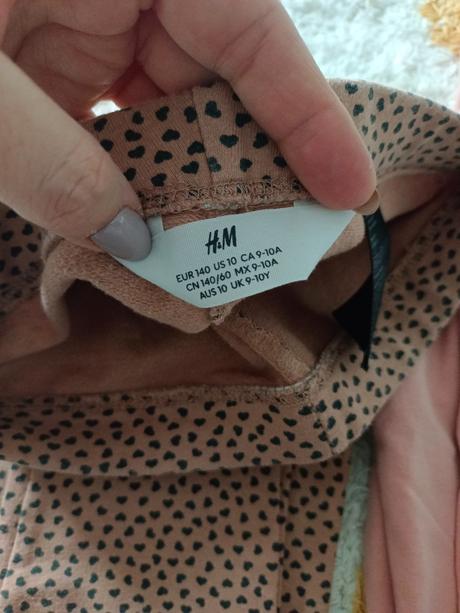 H&M
EUR 140 US 10 CA 9-10A
CN 140/60 MX 9-10A
AUS 10 UK 9-10Y